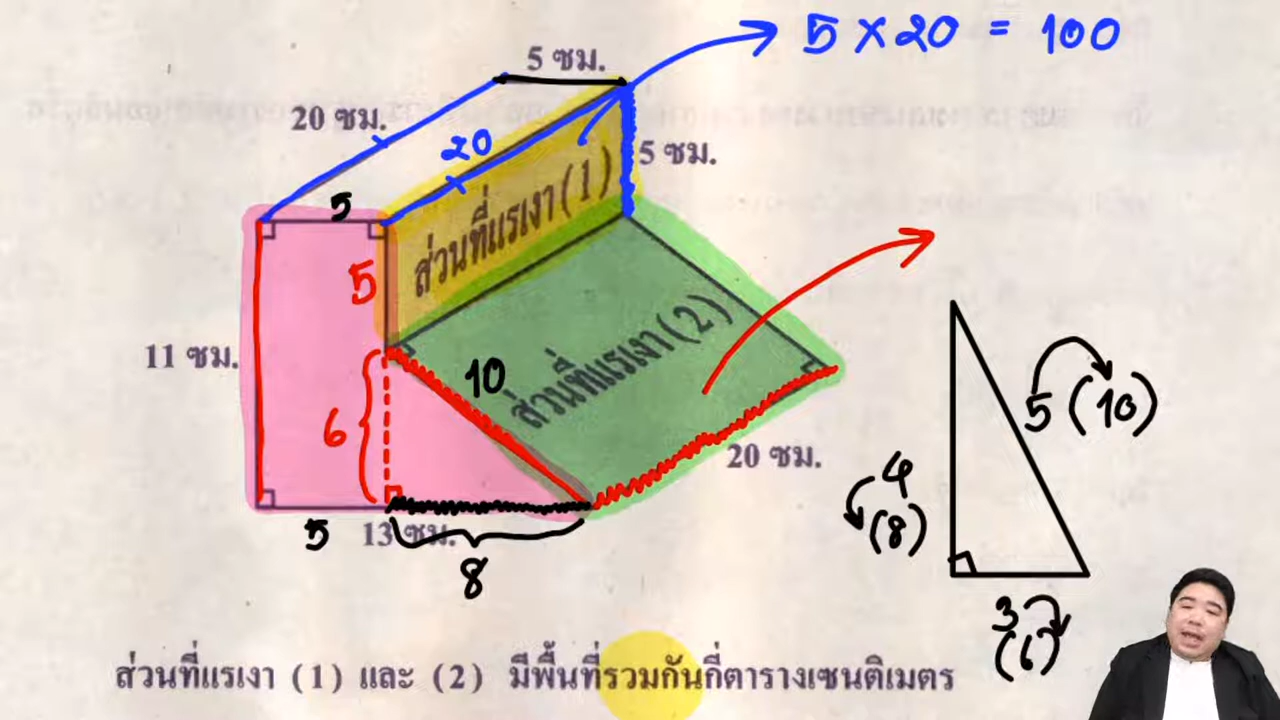 5 ซม.
5 × 20 = 100
20 ซม.
20
5 ซม.
5
ส่วนที่แรเงา (1)
5
11 ซม.
10
ส่วนที่แรเงา (2)
6
5 (10)
20 ซม.
4
(8)
5
13 ซม.
8
3
(6)
ส่วนที่แรเงา (1) และ (2) มีพื้นที่รวมกันกี่ตารางเซนติเมตร